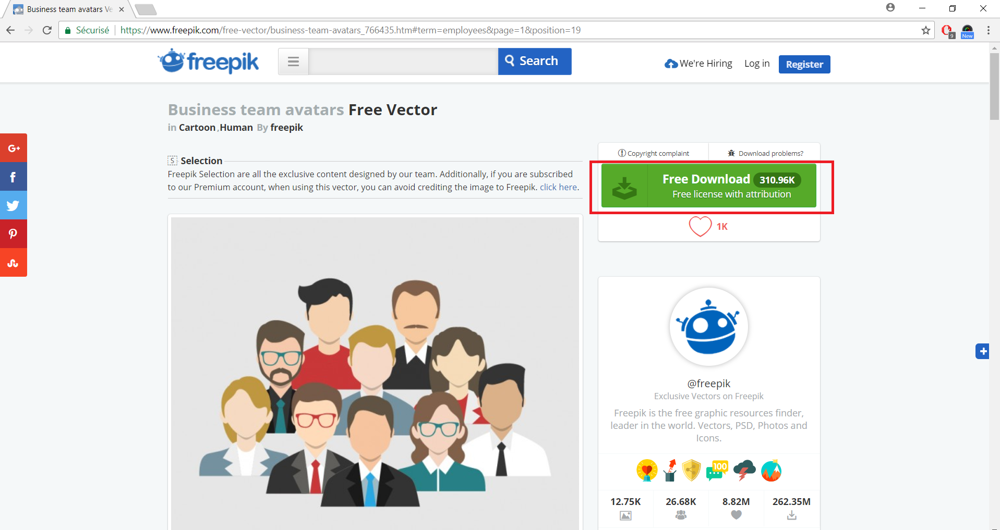 Business team avatars Ve
Sécurisé https://www.freepik.com/free-vector/business-team-avatars_766435.htm#term=employees&page=1&position=19
9
New
freepik
Search
We're Hiring
Log in
Register
Business team avatars Free Vector
in Cartoon ,Human By freepik
G+
f
S Selection
Freepik Selection are all the exclusive content designed by our team. Additionally, if you are subscribed
to our Premium account, when using this vector, you can avoid crediting the image to Freepik. click here.
Copyright complaint
Download problems?
Free Download 310.96K
Free license with attribution
1K
@freepik
Exclusive Vectors on Freepik
Freepik is the free graphic resources finder,
leader in the world. Vectors, PSD, Photos and
Icons.
100
12.75K 26.68K 8.82M 262.35M